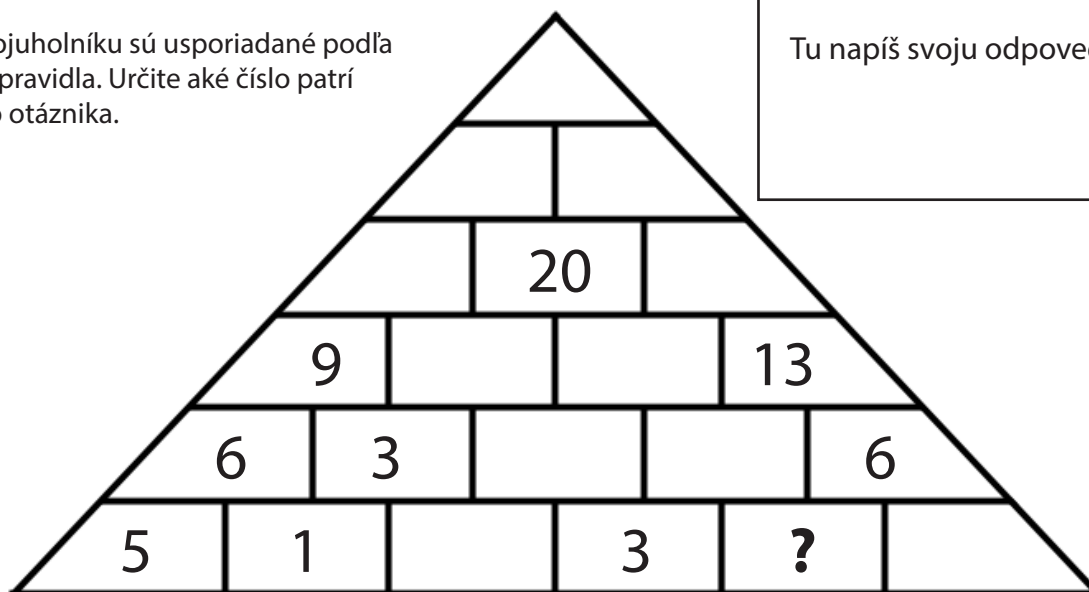 ojuholníku sú usporiadané podľa
pravidla. Určite aké číslo patrí
otáznika.
Tu napíš svoju odpoveď
20
9 13
6 3 6
5 1 3 ?